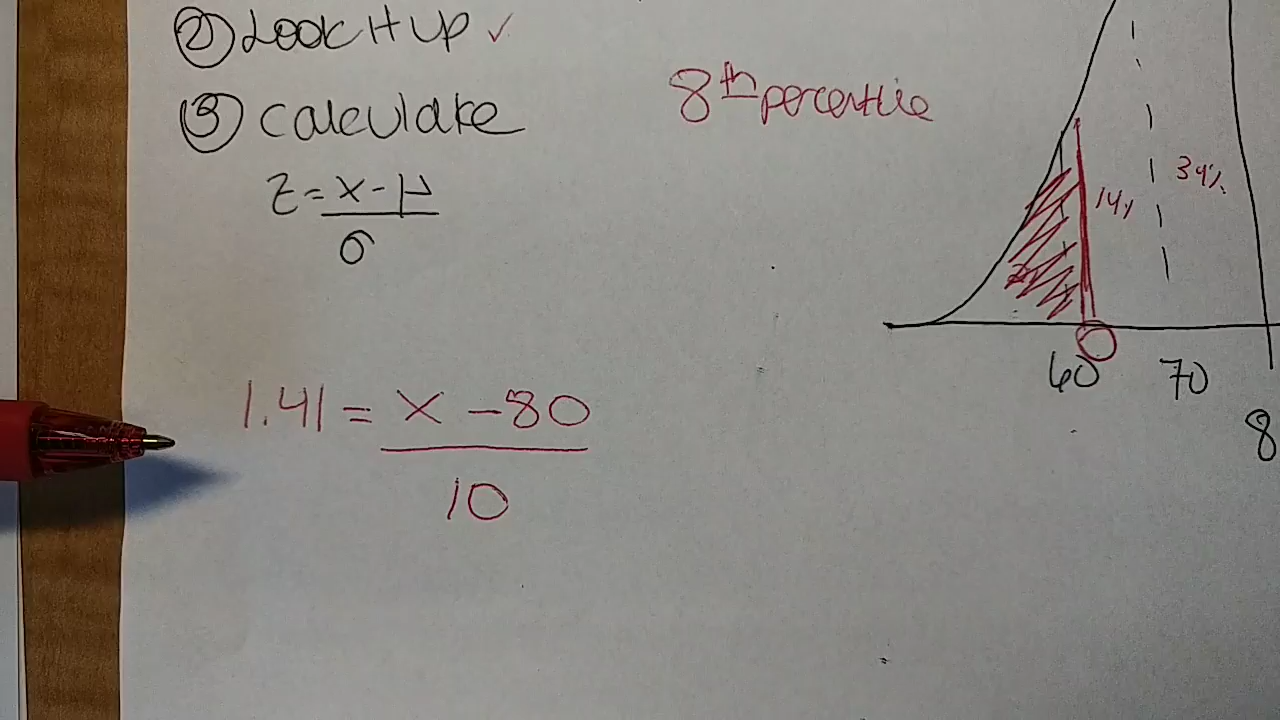 ② Look it up ✓
③ calculate
z = x - μ
σ
8th percentile
34%
14%
60 70
8
1.41 = x - 80
10